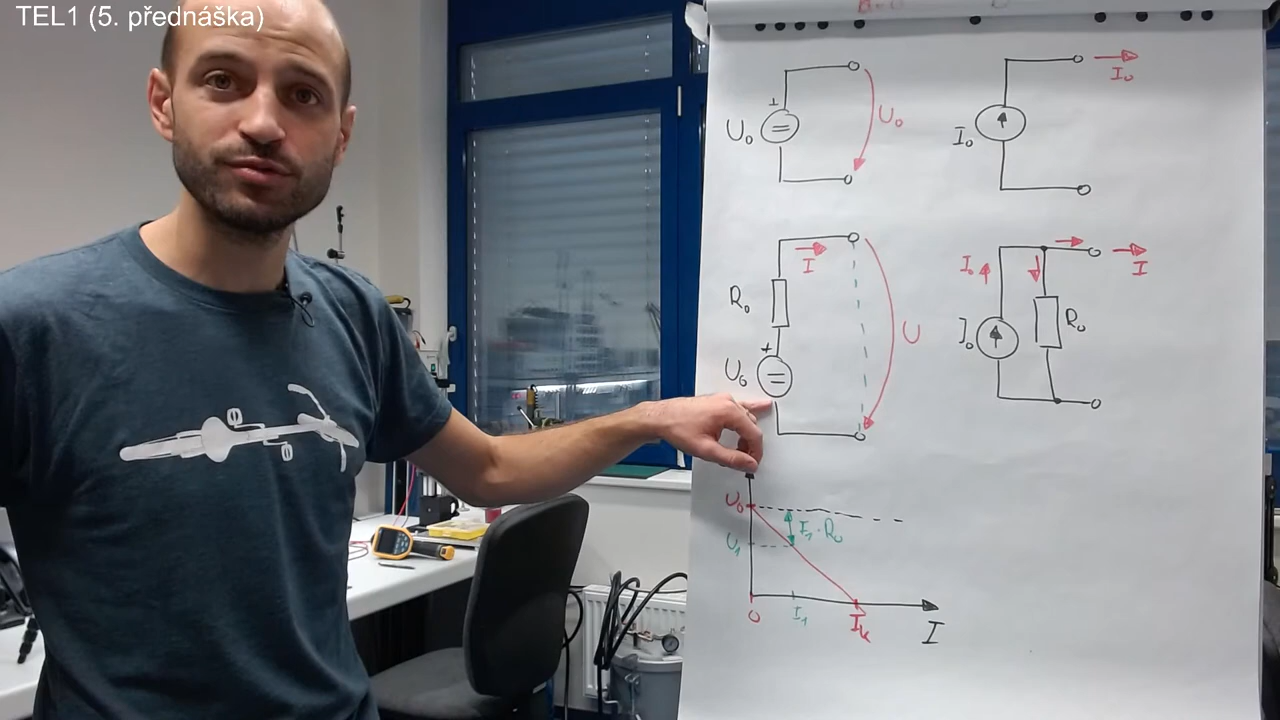 TEL1 (5. přednáška)
U₀
U₀
+
I₀
I₀
I
R₀
+
U₀
U
I₀
I
I₀
R₀
U₀
I₁·R₀
U₁
0
I₁
Iₖ
I